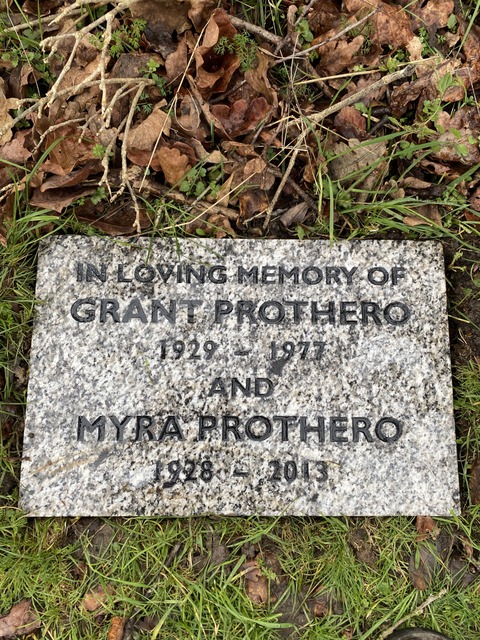 IN LOVING MEMORY OF
GRANT PROTHERO
1929 – 1977
AND
MYRA PROTHERO
1928 – 2013